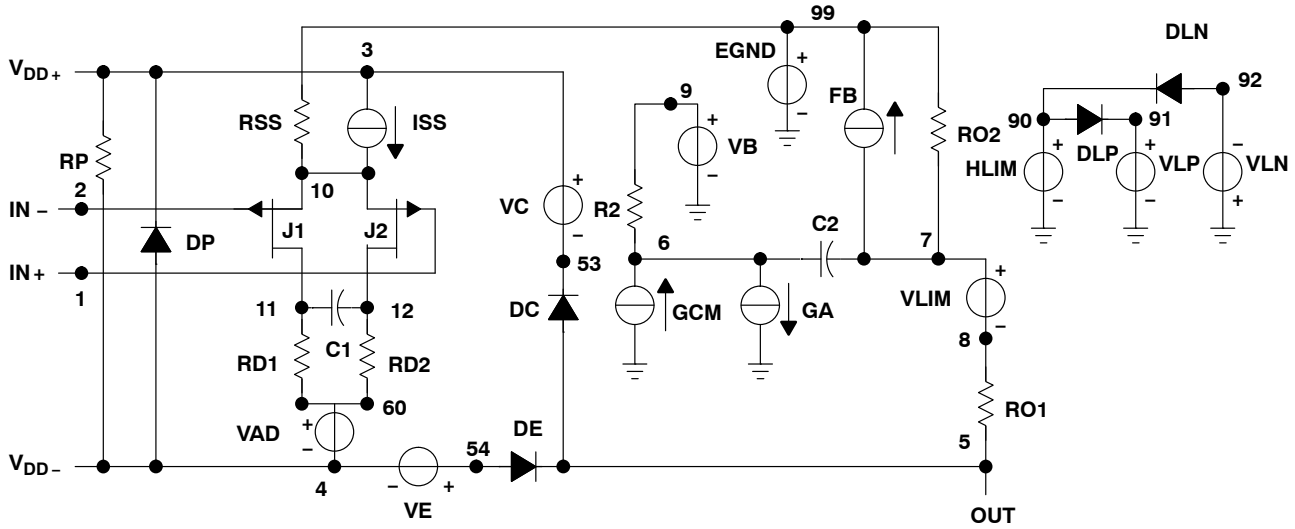 99
DLN
3
EGND
+
92
V DD+
9
FB
+
−
90
91
RSS
ISS
VB
−
RO2
DLP
+
+
−
RP
HLIM
VLP
VLN
2
10
+
−
−
+
IN −
VC
R2
C2
J1
J2
−
6
7
DP
IN +
53
+
1
VLIM
11
12
DC
GCM
GA
−
C1
8
RD1
RD2
60
RO1
+
VAD
DE
−
54
5
V DD−
4
−
+
VE
OUT